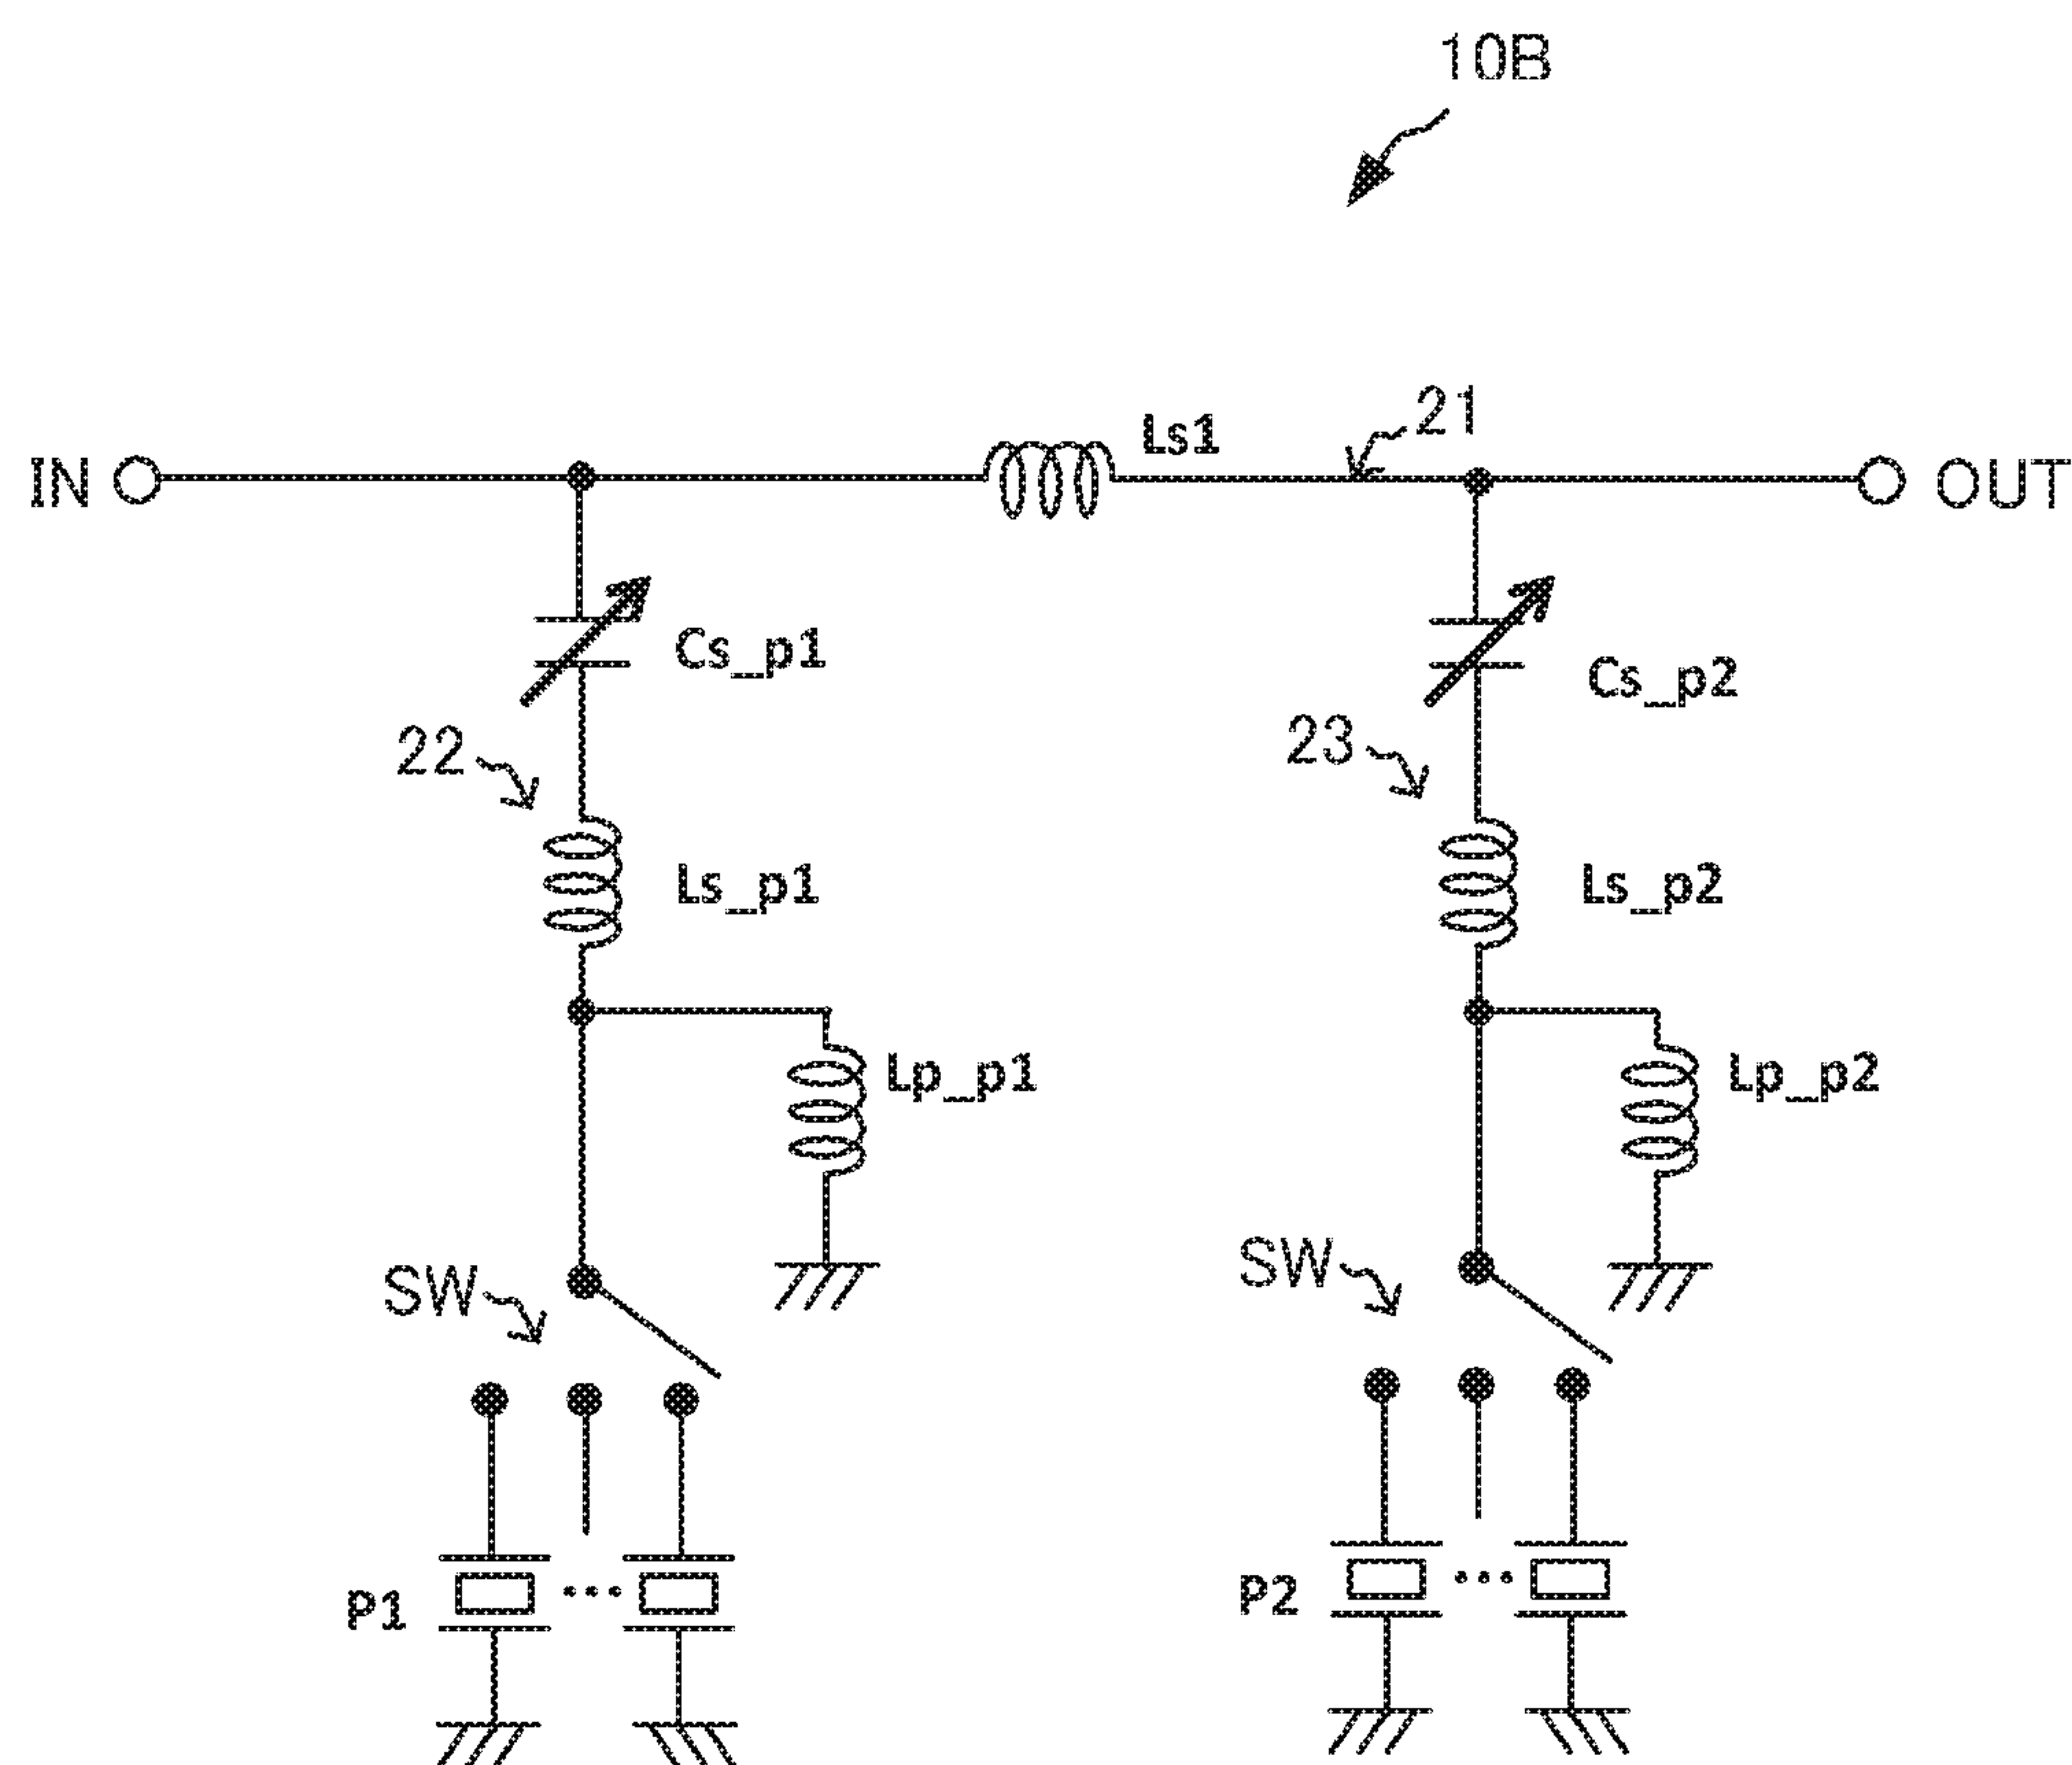 10B
Ls1
21
IN
OUT
Cs_p1
Cs_p2
22
23
Ls_p1
Ls_p2
Lp_p1
Lp_p2
SW
SW
P1
P2